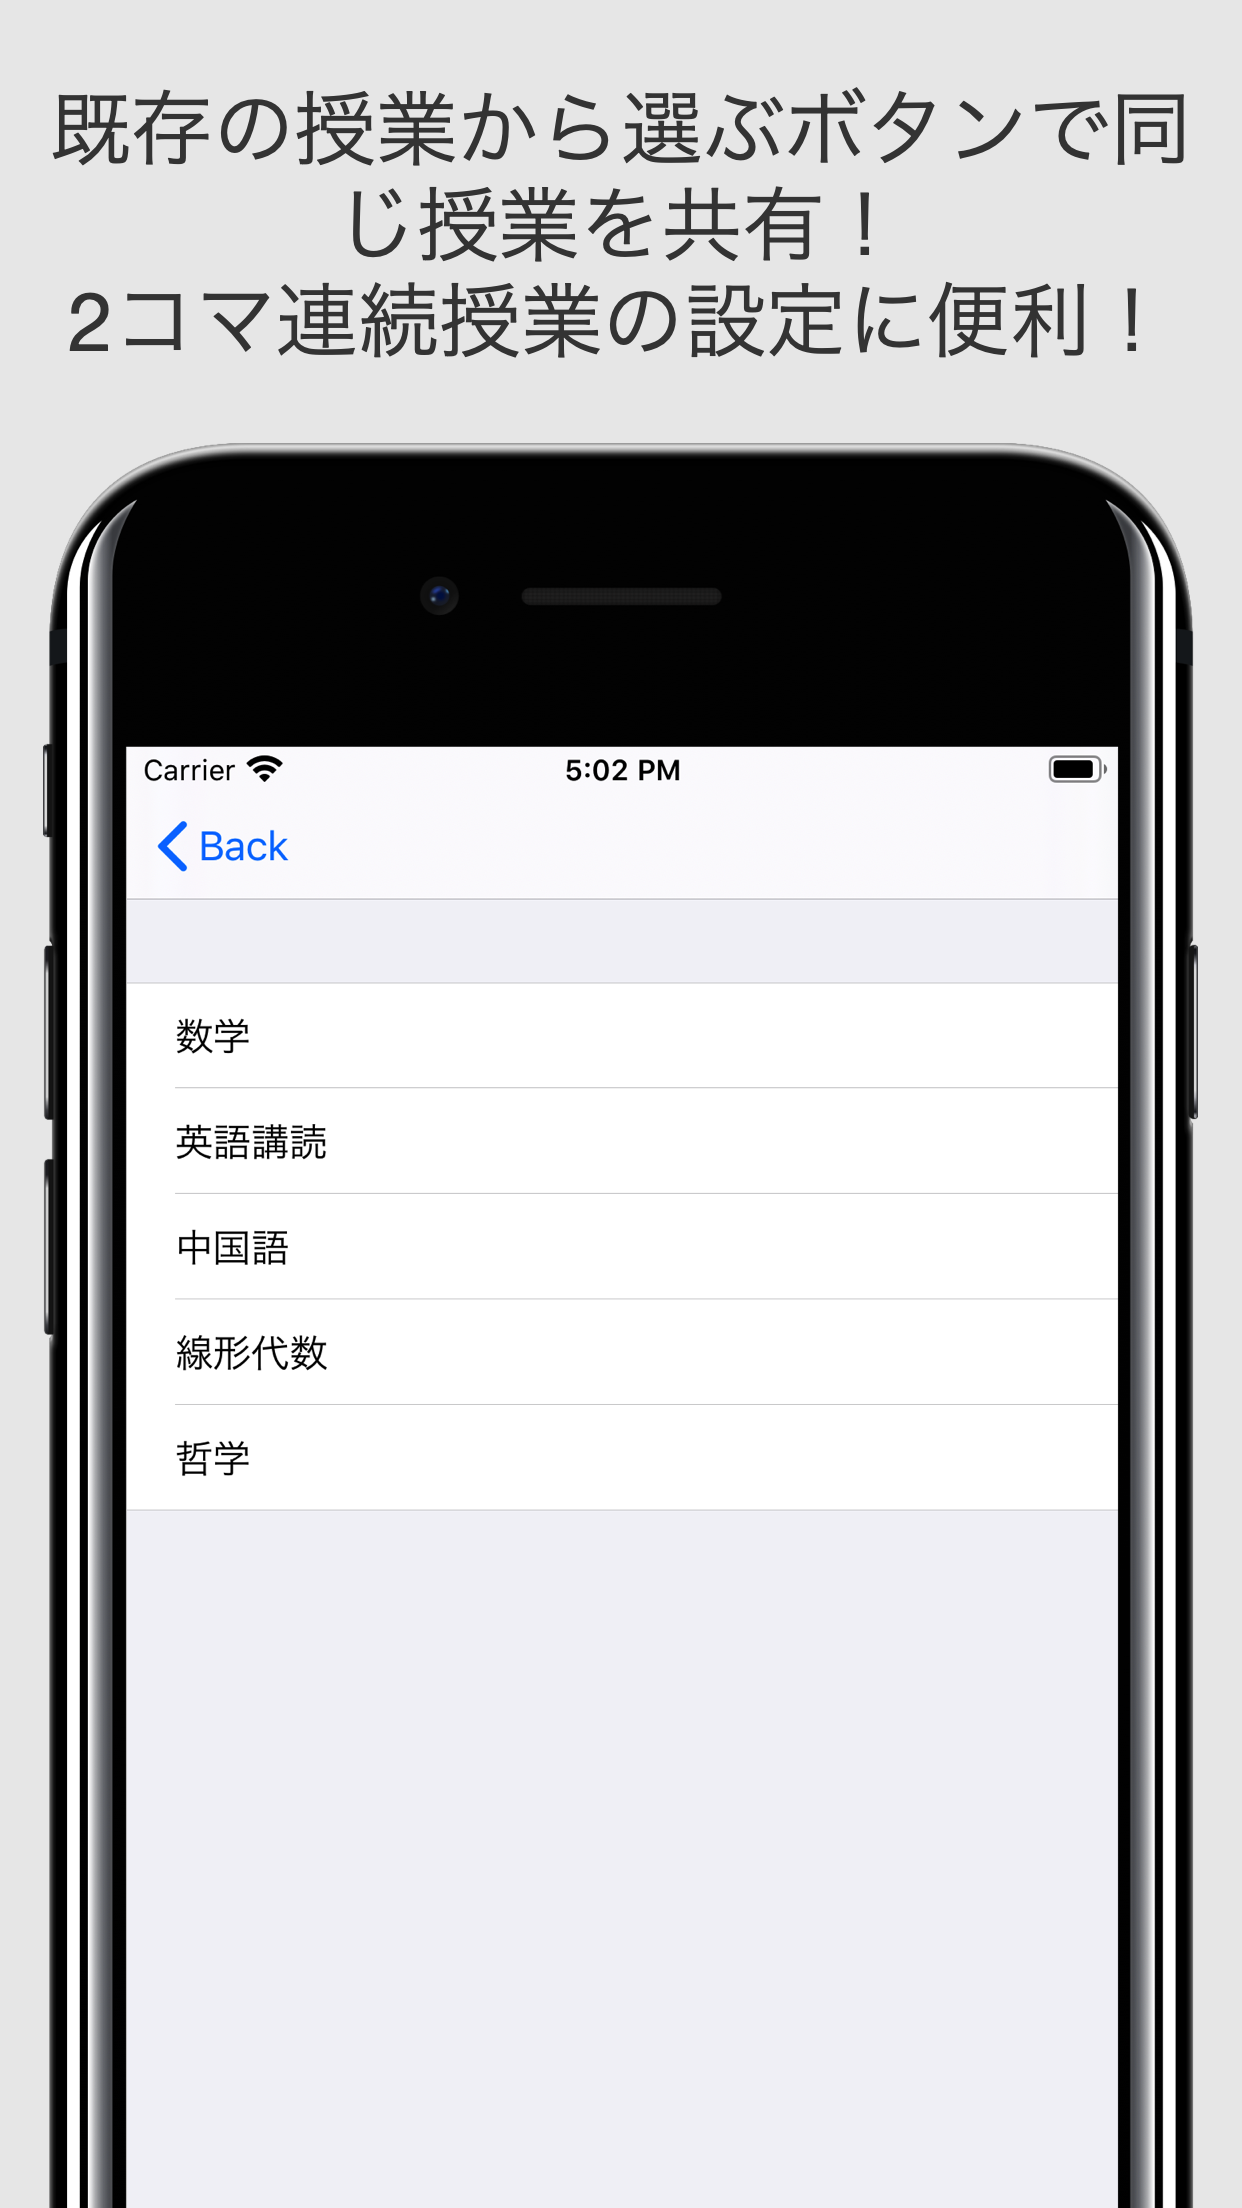 既存の授業から選ぶボタンで同
じ授業を共有！
2コマ連続授業の設定に便利！
Carrier 5:02 PM
Back
数学
英語講読
中国語
線形代数
哲学